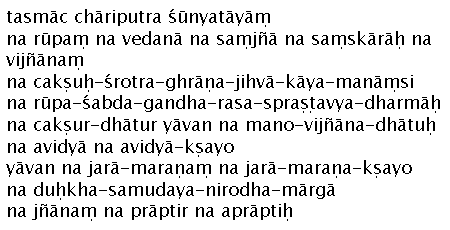 tasmāc chāriputra śūnyatāyāṃ
na rūpaṃ na vedanā na saṃjñā na saṃskārāḥ na
vijñānaṃ
na cakṣuḥ-śrotra-ghrāṇa-jihvā-kāya-manāṃsi
na rūpa-śabda-gandha-rasa-spraṣṭavya-dharmāḥ
na cakṣur-dhātur yāvan na mano-vijñāna-dhātuḥ
na avidyā na avidyā-kṣayo
yāvan na jarā-maraṇaṃ na jarā-maraṇa-kṣayo
na duḥkha-samudaya-nirodha-mārgā
na jñānaṃ na prāptir na aprāptiḥ